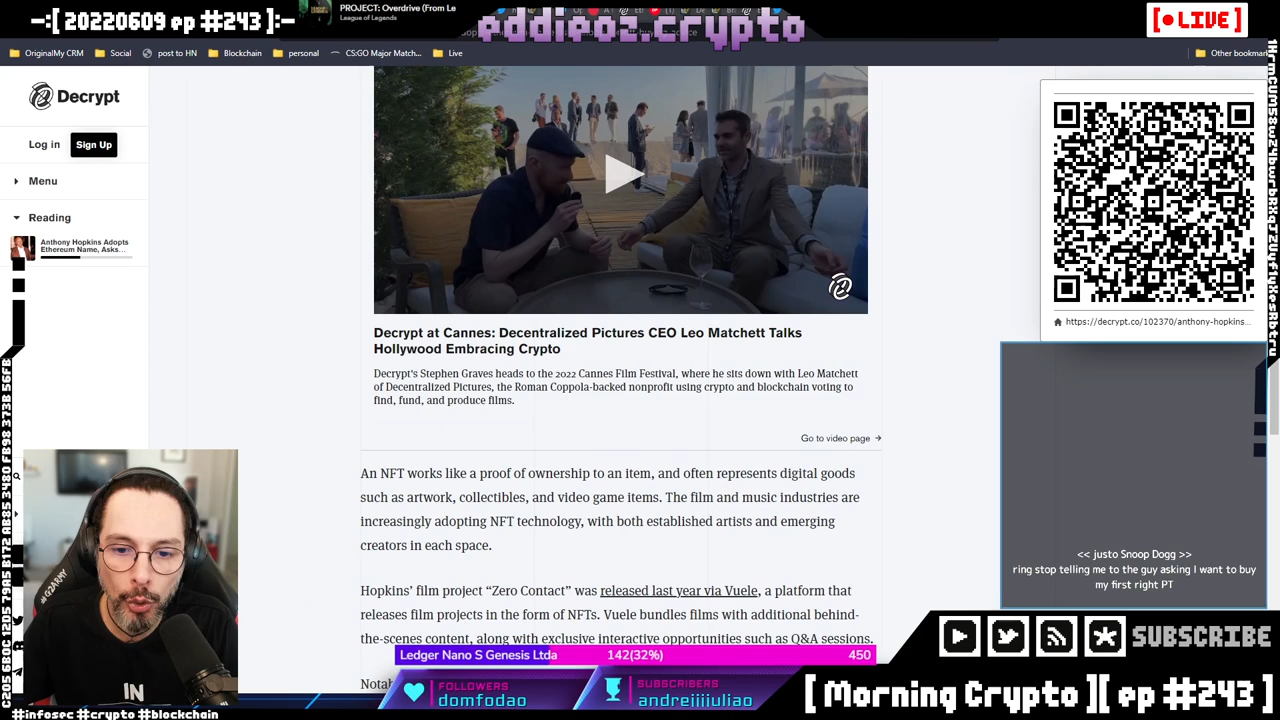 -:[ 20220609 ep #243 ]:-
PROJECT: Overdrive (From Le
League of Legends
eddieoz.crypto
[ LIVE ]
OriginalMy CRM
Social
post to HN
Blockchain
personal
CS:GO Major Match...
Live
Other bookmar
Decrypt
Log in
Sign Up
Menu
Reading
Anthony Hopkins Adopts
Ethereum Name, Asks...
Decrypt at Cannes: Decentralized Pictures CEO Leo Matchett Talks
Hollywood Embracing Crypto
Decrypt's Stephen Graves heads to the 2022 Cannes Film Festival, where he sits down with Leo Matchett
of Decentralized Pictures, the Roman Coppola-backed nonprofit using crypto and blockchain voting to
find, fund, and produce films.
Go to video page →
An NFT works like a proof of ownership to an item, and often represents digital goods
such as artwork, collectibles, and video game items. The film and music industries are
increasingly adopting NFT technology, with both established artists and emerging
creators in each space.
Hopkins' film project “Zero Contact” was released last year via Vuele, a platform that
releases film projects in the form of NFTs. Vuele bundles films with additional behind-
the-scenes content, along with exclusive interactive opportunities such as Q&A sessions.
Notab
https://decrypt.co/102370/anthony-hopkins...
<< justo Snoop Dogg >>
ring stop telling me to the guy asking I want to buy
my first right PT
SUBSCRIBE
Ledger Nano S Genesis Ltda
142(32%)
450
FOLLOWERS
domfodao
SUBSCRIBERS
andrejjjjuliao
[ Morning Crypto ][ ep #243 ]
#infosec #crypto #blockchain